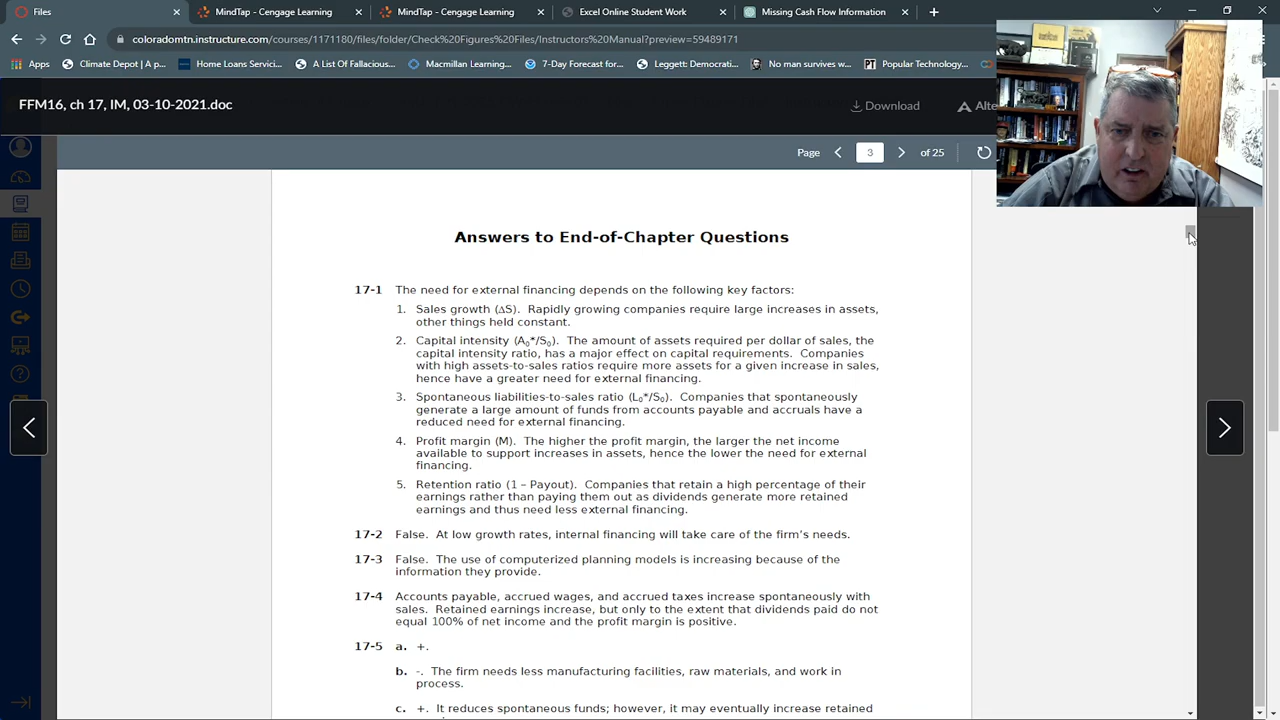 Files
MindTap - Cengage Learning
MindTap - Cengage Learning
Excel Online Student Work
Missing Cash Flow Information
coloradomtn.instructure.com/courses/
Apps
Climate Depot | A p...
Home Loans Servici...
Macmillan Learning...
7-Day Forecast for...
Leggett: Democrati...
No man survives w...
Popular Technology...
FFM16, ch 17, IM, 03-10-2021.doc
Download
Page
3
of 25
Answers to End-of-Chapter Questions
17-1 The need for external financing depends on the following key factors:
1. Sales growth (ΔS). Rapidly growing companies require large increases in assets,
other things held constant.
2. Capital intensity (A₀*/S₀). The amount of assets required per dollar of sales, the
capital intensity ratio, has a major effect on capital requirements. Companies
with high assets-to-sales ratios require more assets for a given increase in sales,
hence have a greater need for external financing.
3. Spontaneous liabilities-to-sales ratio (L₀*/S₀). Companies that spontaneously
generate a large amount of funds from accounts payable and accruals have a
reduced need for external financing.
4. Profit margin (M). The higher the profit margin, the larger the net income
available to support increases in assets, hence the lower the need for external
financing.
5. Retention ratio (1 – Payout). Companies that retain a high percentage of their
earnings rather than paying them out as dividends generate more retained
earnings and thus need less external financing.
17-2 False. At low growth rates, internal financing will take care of the firm’s needs.
17-3 False. The use of computerized planning models is increasing because of the
information they provide.
17-4 Accounts payable, accrued wages, and accrued taxes increase spontaneously with
sales. Retained earnings increase, but only to the extent that dividends paid do not
equal 100% of net income and the profit margin is positive.
17-5 a. +.
b. -. The firm needs less manufacturing facilities, raw materials, and work in
process.
c. +. It reduces spontaneous funds; however, it may eventually increase retained